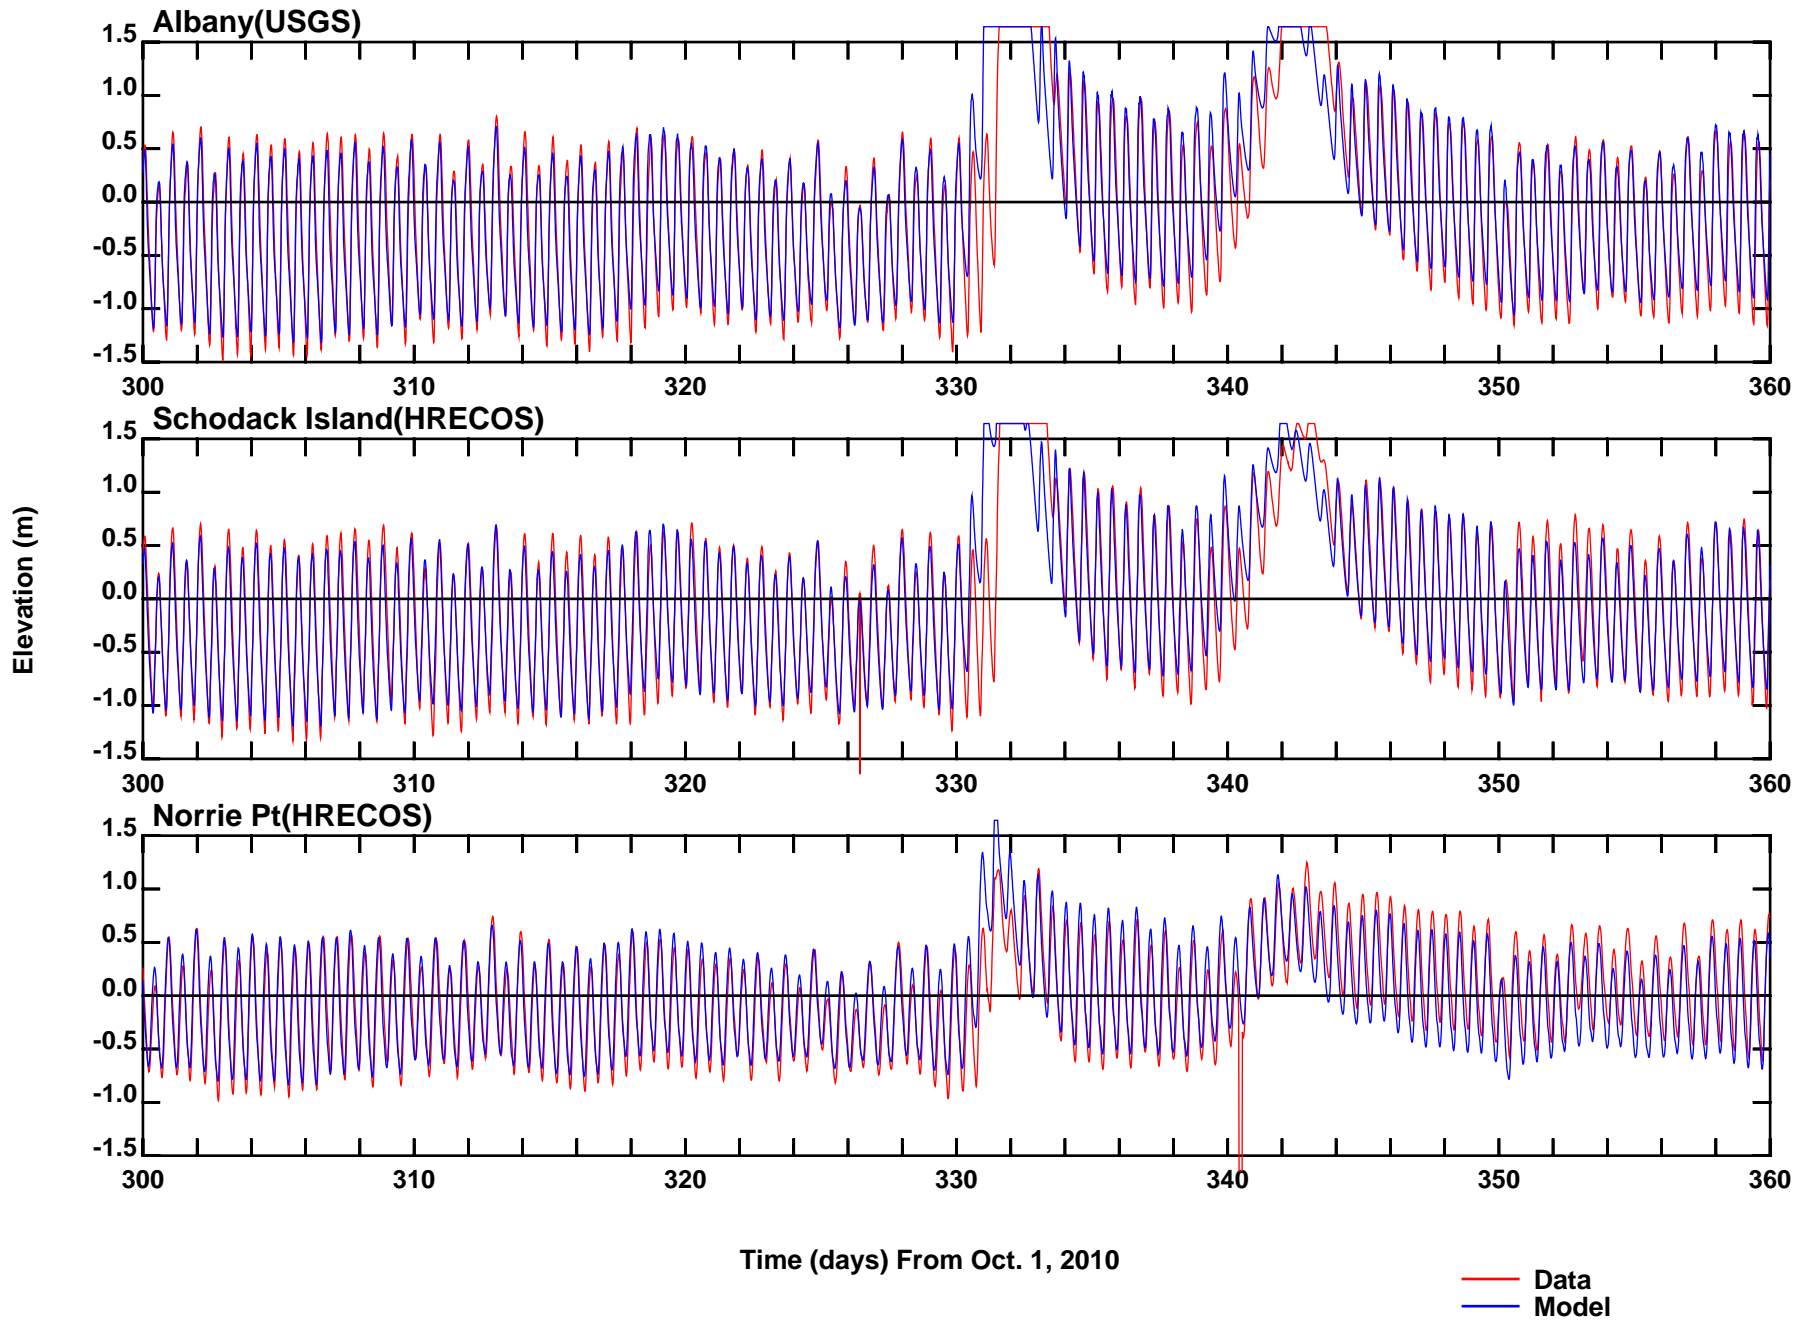 Albany(USGS)
1.5
1.0
0.5
0.0
-0.5
-1.0
-1.5
300 310 320 330 340 350 360
Schodack Island(HRECOS)
1.5
1.0
0.5
0.0
-0.5
-1.0
-1.5
300 310 320 330 340 350 360
Elevation (m)
Norrie Pt(HRECOS)
1.5
1.0
0.5
0.0
-0.5
-1.0
-1.5
300 310 320 330 340 350 360
Time (days) From Oct. 1, 2010
Data
Model